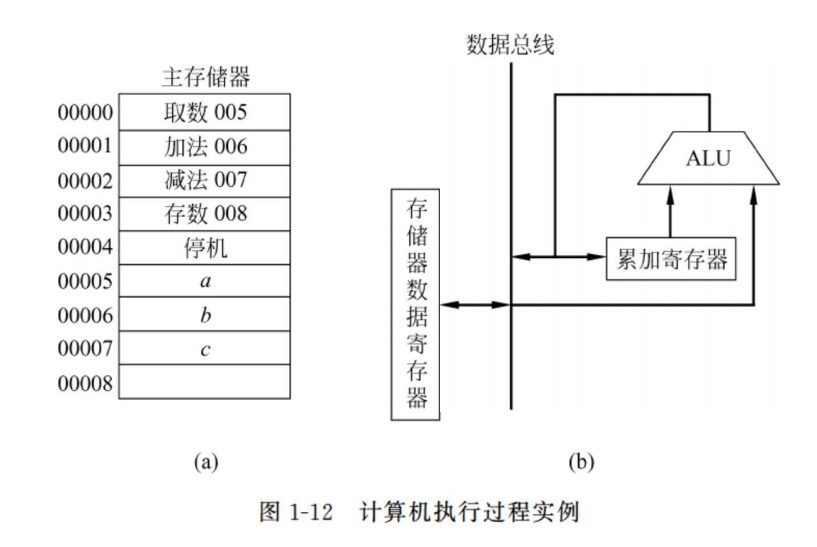 主存储器
00000 取数 005
00001 加法 006
00002 减法 007
00003 存数 008
00004 停机
00005 a
00006 b
00007 c
00008
(a)
数据总线
ALU
累加寄存器
存储器数据寄存器
(b)
图 1-12 计算机执行过程实例